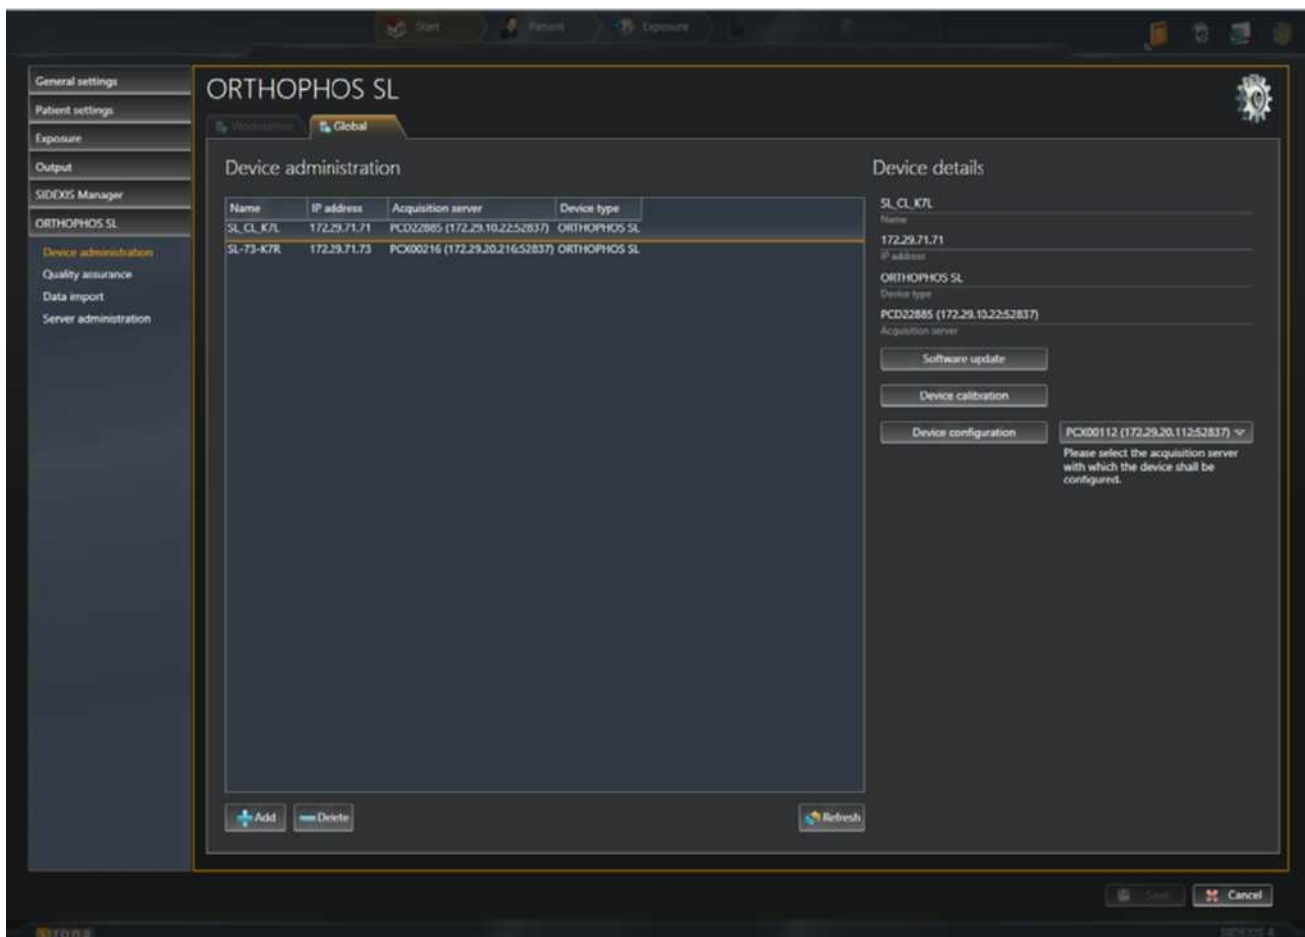 Start
Patient
Exposure
General settings
Patient settings
Exposure
Output
SIDEXIS Manager
ORTHOPHOS SL
Device administration
Quality assurance
Data import
Server administration
ORTHOPHOS SL
Workstation
Global
Device administration
Name IP address Acquisition server Device type
SL_CL_K7L 172.29.71.71 PCD22885 (172.29.10.22:52837) ORTHOPHOS SL
SL-73-K7R 172.29.71.73 PCX00216 (172.29.20.216:52837) ORTHOPHOS SL
Add
Delete
Refresh
Device details
SL_CL_K7L
Name
172.29.71.71
IP address
ORTHOPHOS SL
Device type
PCD22885 (172.29.10.22:52837)
Acquisition server
Software update
Device calibration
Device configuration
PCX00112 (172.29.20.112:52837)
Please select the acquisition server
with which the device shall be
configured.
Save
Cancel
sirona
SIDEXIS 4